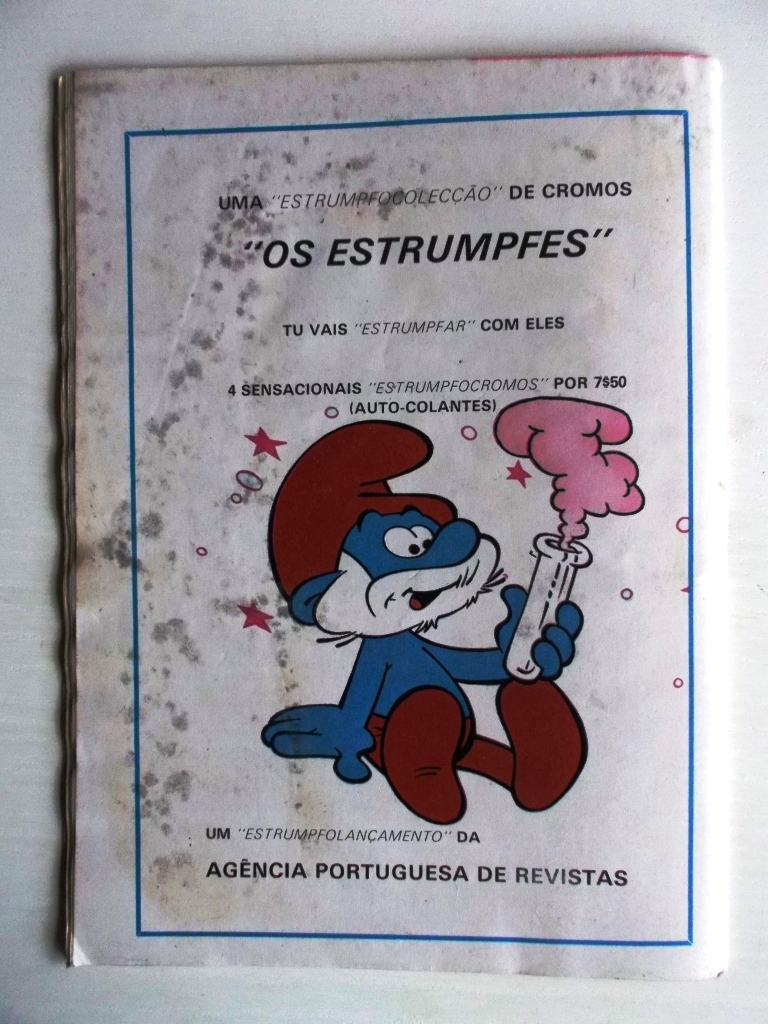 UMA "ESTRUMPFOCOLECÇÃO" DE CROMOS
"OS ESTRUMPFES"
TU VAIS "ESTRUMPFAR" COM ELES
4 SENSACIONAIS "ESTRUMPFOCROMOS" POR 7$50
(AUTO-COLANTES)
UM "ESTRUMPFOLANÇAMENTO" DA
AGÊNCIA PORTUGUESA DE REVISTAS